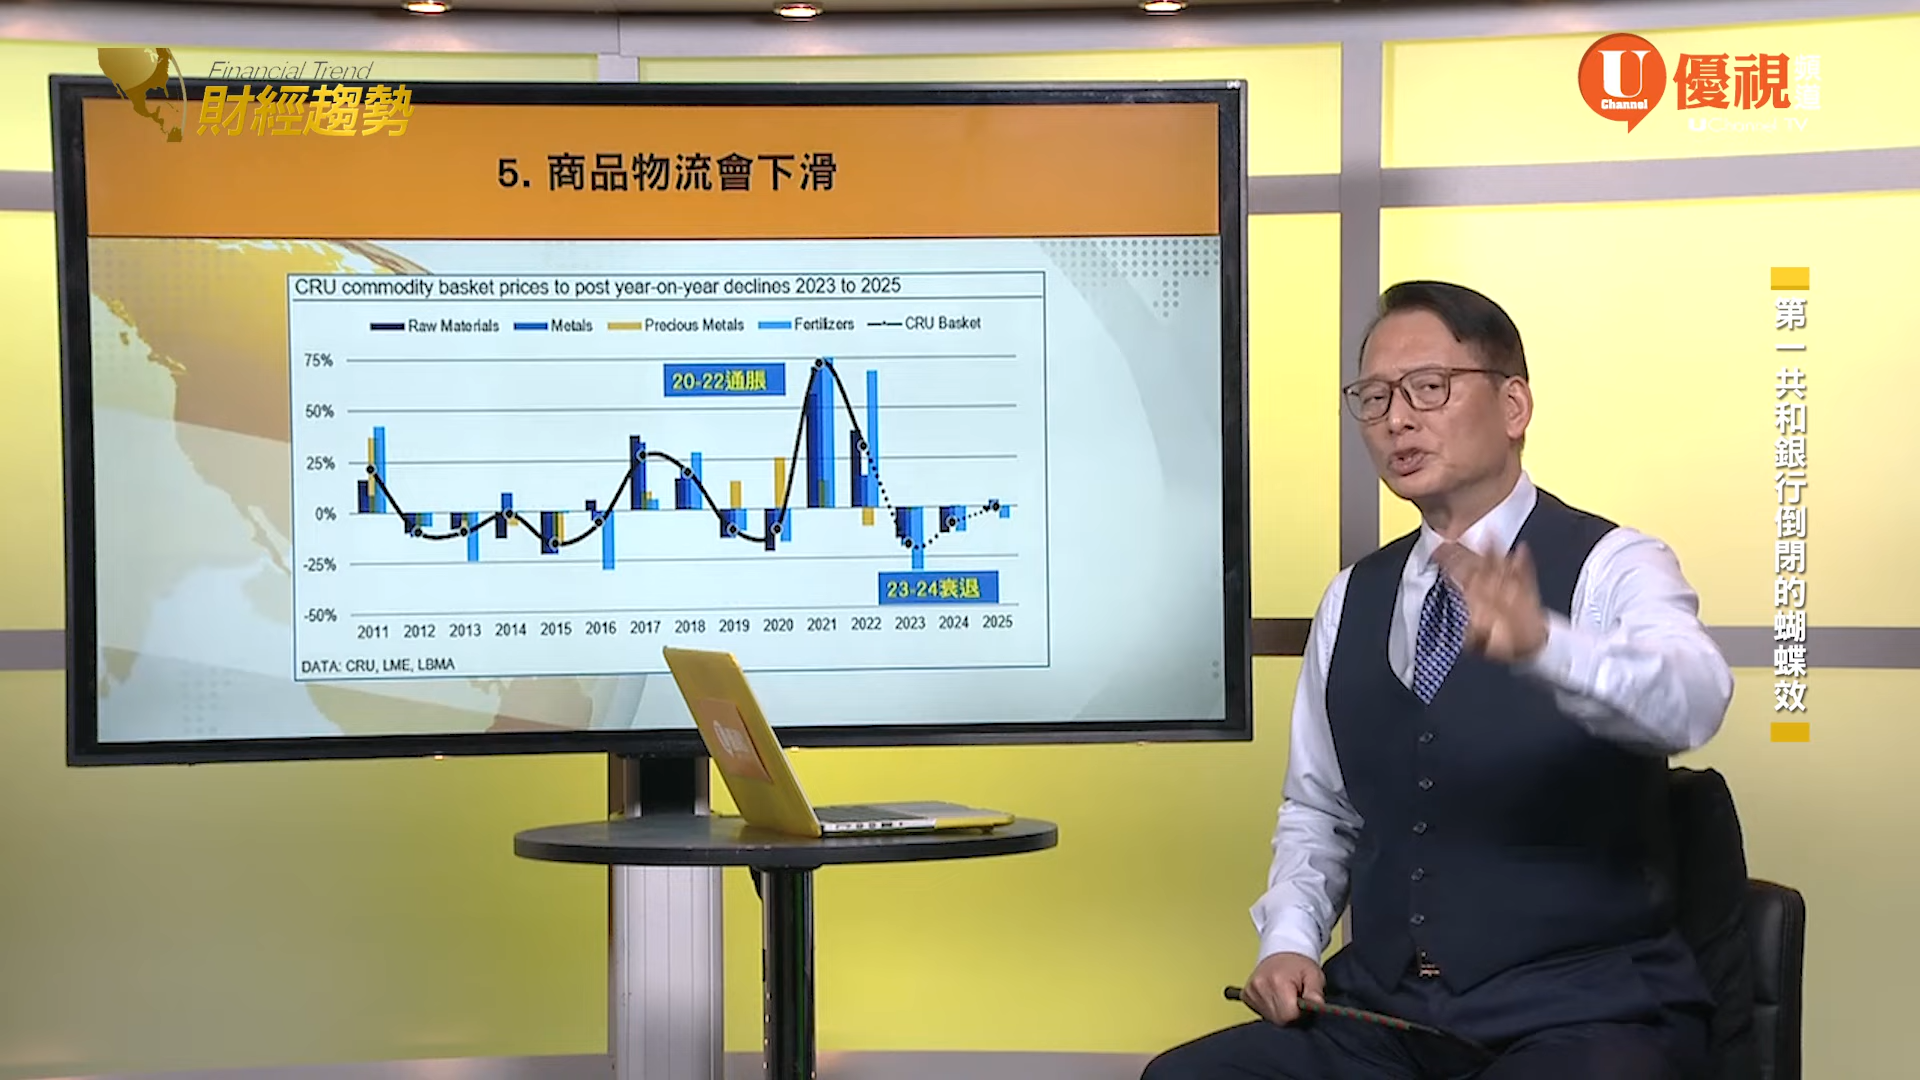 Financial Trend
財經趨勢
U
Channel
優視
頻道
U Channel TV
5. 商品物流會下滑
CRU commodity basket prices to post year-on-year declines 2023 to 2025
Raw Materials Metals Precious Metals Fertilizers CRU Basket
75%
50%
25%
0%
-25%
-50%
20-22通脹
23-24衰退
2011 2012 2013 2014 2015 2016 2017 2018 2019 2020 2021 2022 2023 2024 2025
DATA: CRU, LME, LBMA
第一共和銀行倒閉的蝴蝶效